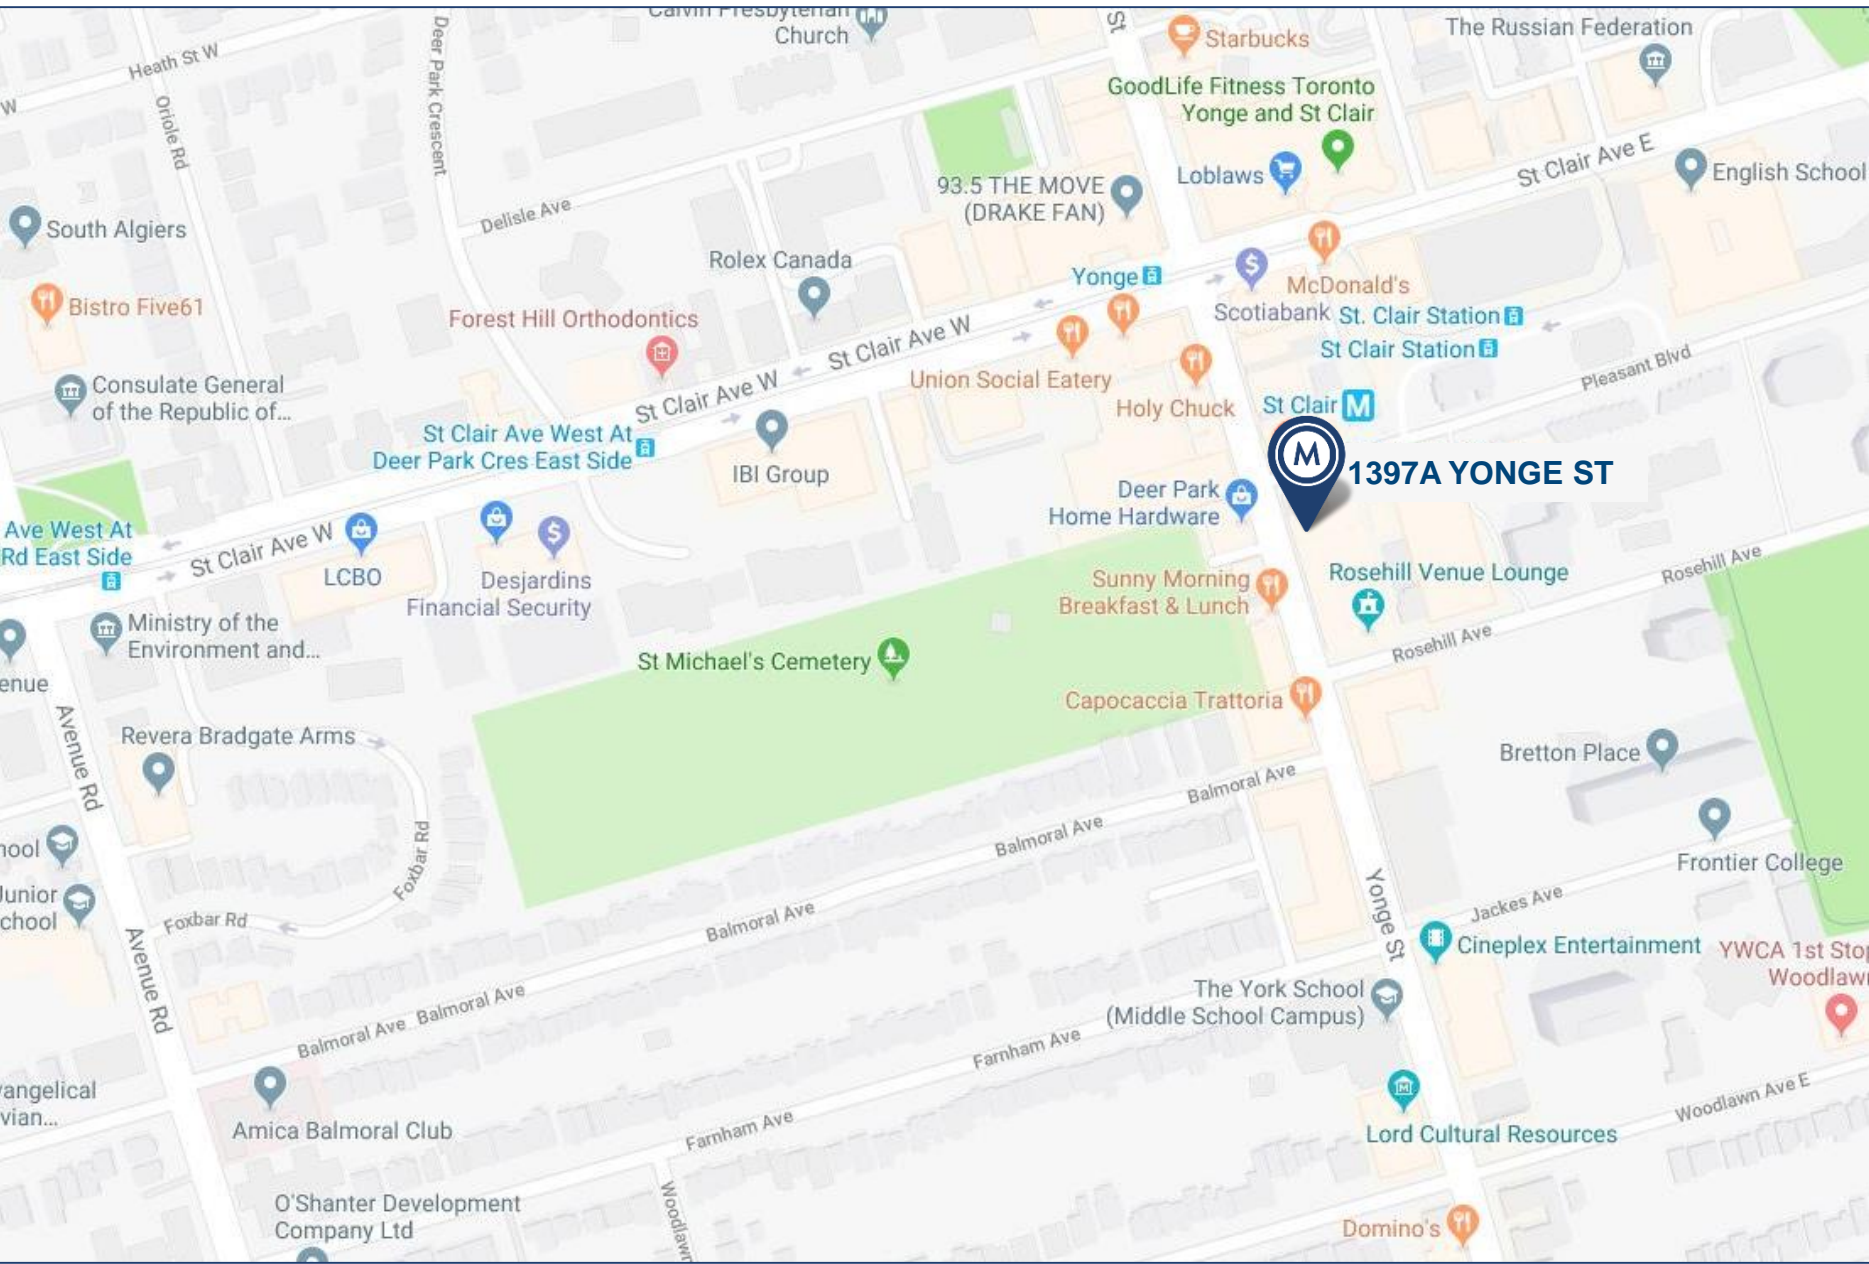 Calvin Presbyterian
Church
St
Starbucks
The Russian Federation
Heath St W
W
Deer Park Crescent
GoodLife Fitness Toronto
Yonge and St Clair
Oriole Rd
St Clair Ave E
English School
Loblaws
93.5 THE MOVE
(DRAKE FAN)
South Algiers
Delisle Ave
Rolex Canada
Yonge
McDonald's
Bistro Five61
Forest Hill Orthodontics
Scotiabank
St. Clair Station
St Clair Station
St Clair Ave W
Union Social Eatery
Pleasant Blvd
Consulate General
of the Republic of...
St Clair Ave W
Holy Chuck
St Clair
M
St Clair Ave West At
Deer Park Cres East Side
IBI Group
M
1397A YONGE ST
Deer Park
Home Hardware
Ave West At
Rd East Side
St Clair Ave W
LCBO
Desjardins
Financial Security
Sunny Morning
Breakfast & Lunch
Rosehill Venue Lounge
Rosehill Ave
Ministry of the
Environment and...
Rosehill Ave
St Michael's Cemetery
enue
Capocaccia Trattoria
Avenue Rd
Revera Bradgate Arms
Bretton Place
Balmoral Ave
Balmoral Ave
Foxbar Rd
hool
Frontier College
Junior
chool
Foxbar Rd
Balmoral Ave
Yonge St
Jackes Ave
Avenue Rd
Cineplex Entertainment
YWCA 1st Stop
Woodlawn
The York School
(Middle School Campus)
Balmoral Ave
Balmoral Ave
Farnham Ave
vangelical
vian...
Amica Balmoral Club
Farnham Ave
Woodlawn Ave E
Lord Cultural Resources
O'Shanter Development
Company Ltd
Woodlawn
Domino's